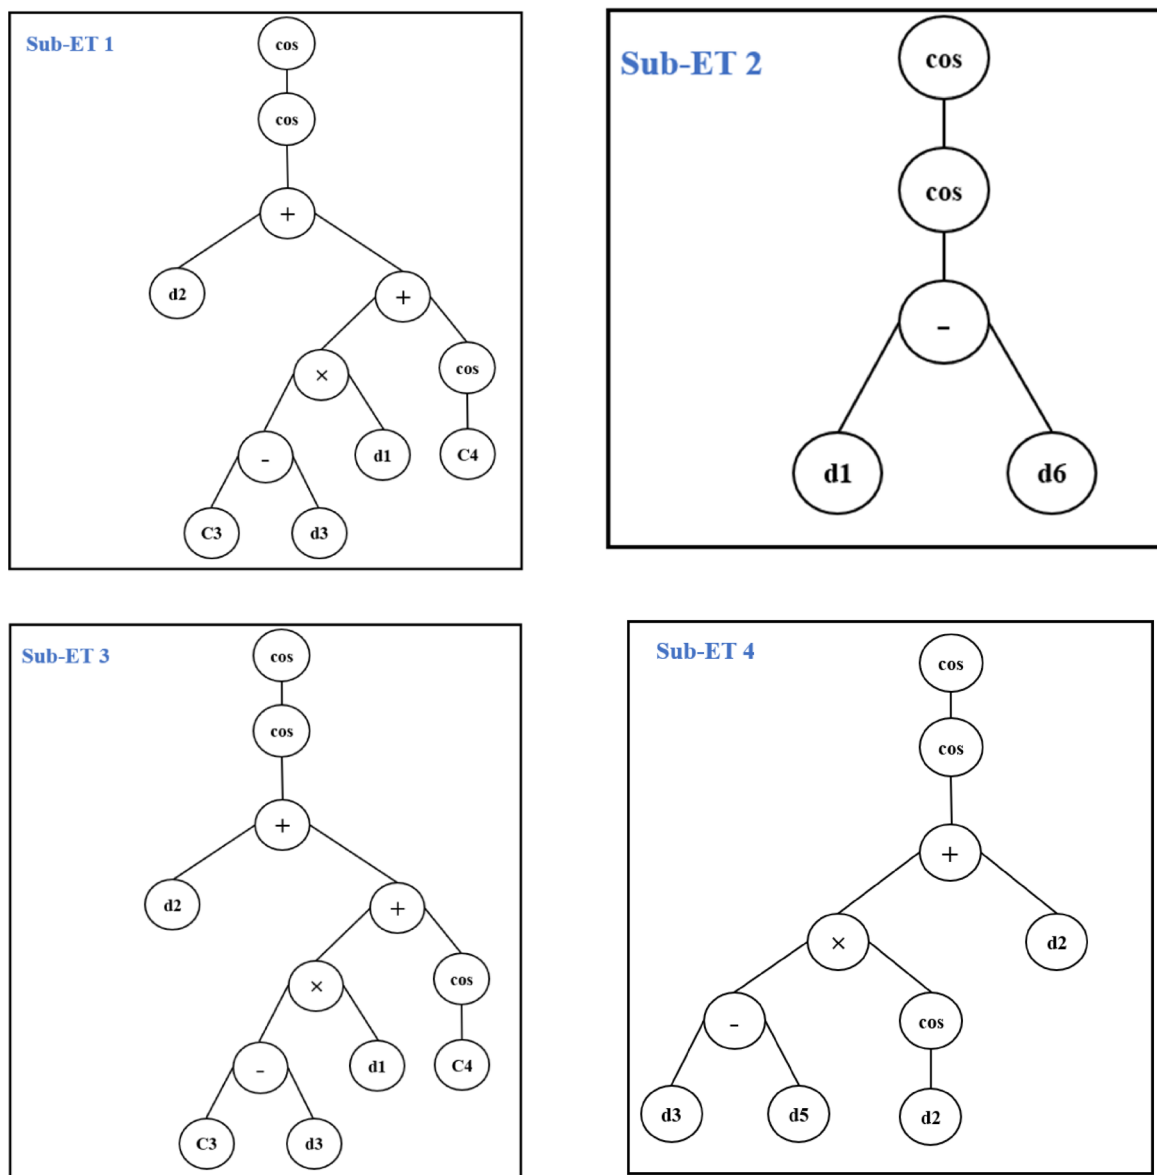 Sub-ET 1
cos
cos
+
d2
+
×
cos
-
d1
C4
C3
d3
Sub-ET 2
cos
cos
-
d1
d6
Sub-ET 3
cos
cos
+
d2
+
×
cos
-
d1
C4
C3
d3
Sub-ET 4
cos
cos
+
×
d2
-
cos
d3
d5
d2